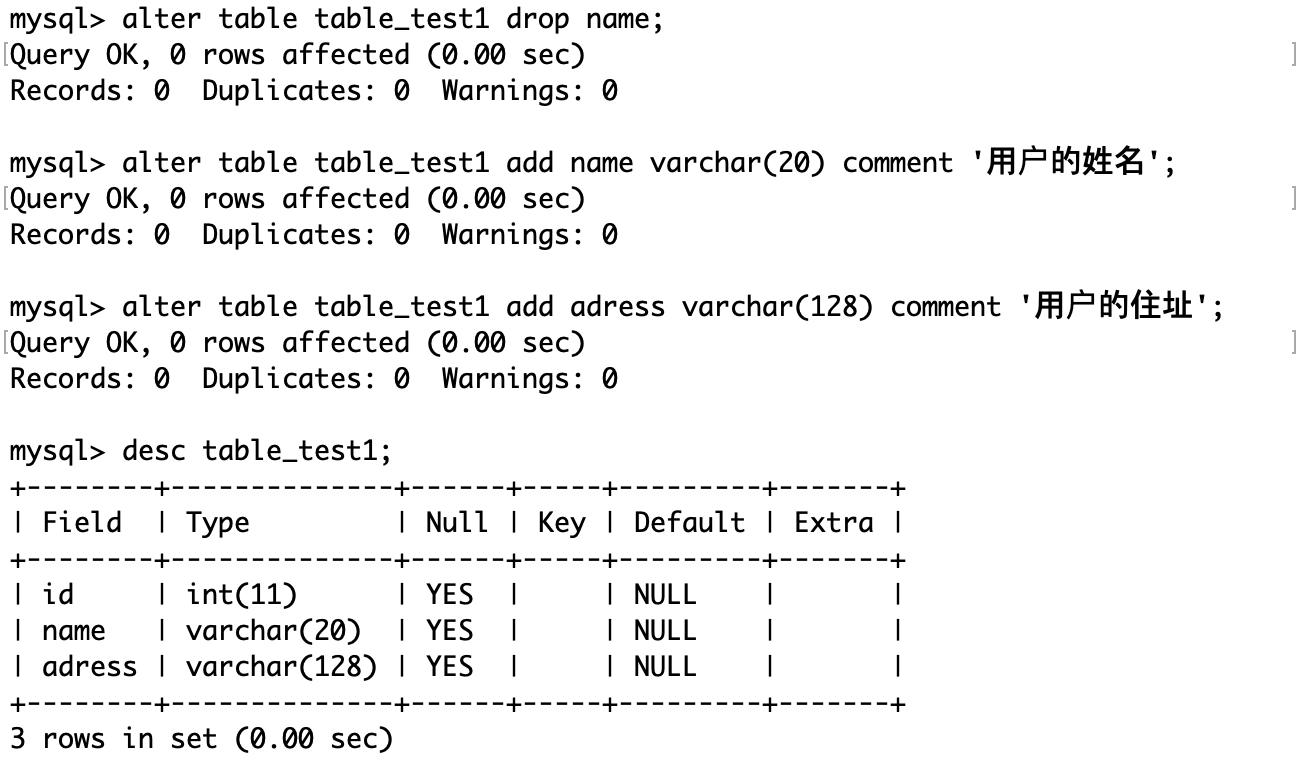 mysql> alter table table_test1 drop name;
[Query OK, 0 rows affected (0.00 sec) ]
Records: 0  Duplicates: 0  Warnings: 0
mysql> alter table table_test1 add name varchar(20) comment '用户的姓名';
[Query OK, 0 rows affected (0.00 sec) ]
Records: 0  Duplicates: 0  Warnings: 0
mysql> alter table table_test1 add adress varchar(128) comment '用户的住址';
[Query OK, 0 rows affected (0.00 sec) ]
Records: 0  Duplicates: 0  Warnings: 0
mysql> desc table_test1;
+--------+--------------+------+-----+---------+-------+
| Field  | Type         | Null | Key | Default | Extra |
+--------+--------------+------+-----+---------+-------+
| id     | int(11)      | YES  |     | NULL    |       |
| name   | varchar(20)  | YES  |     | NULL    |       |
| adress | varchar(128) | YES  |     | NULL    |       |
+--------+--------------+------+-----+---------+-------+
3 rows in set (0.00 sec)